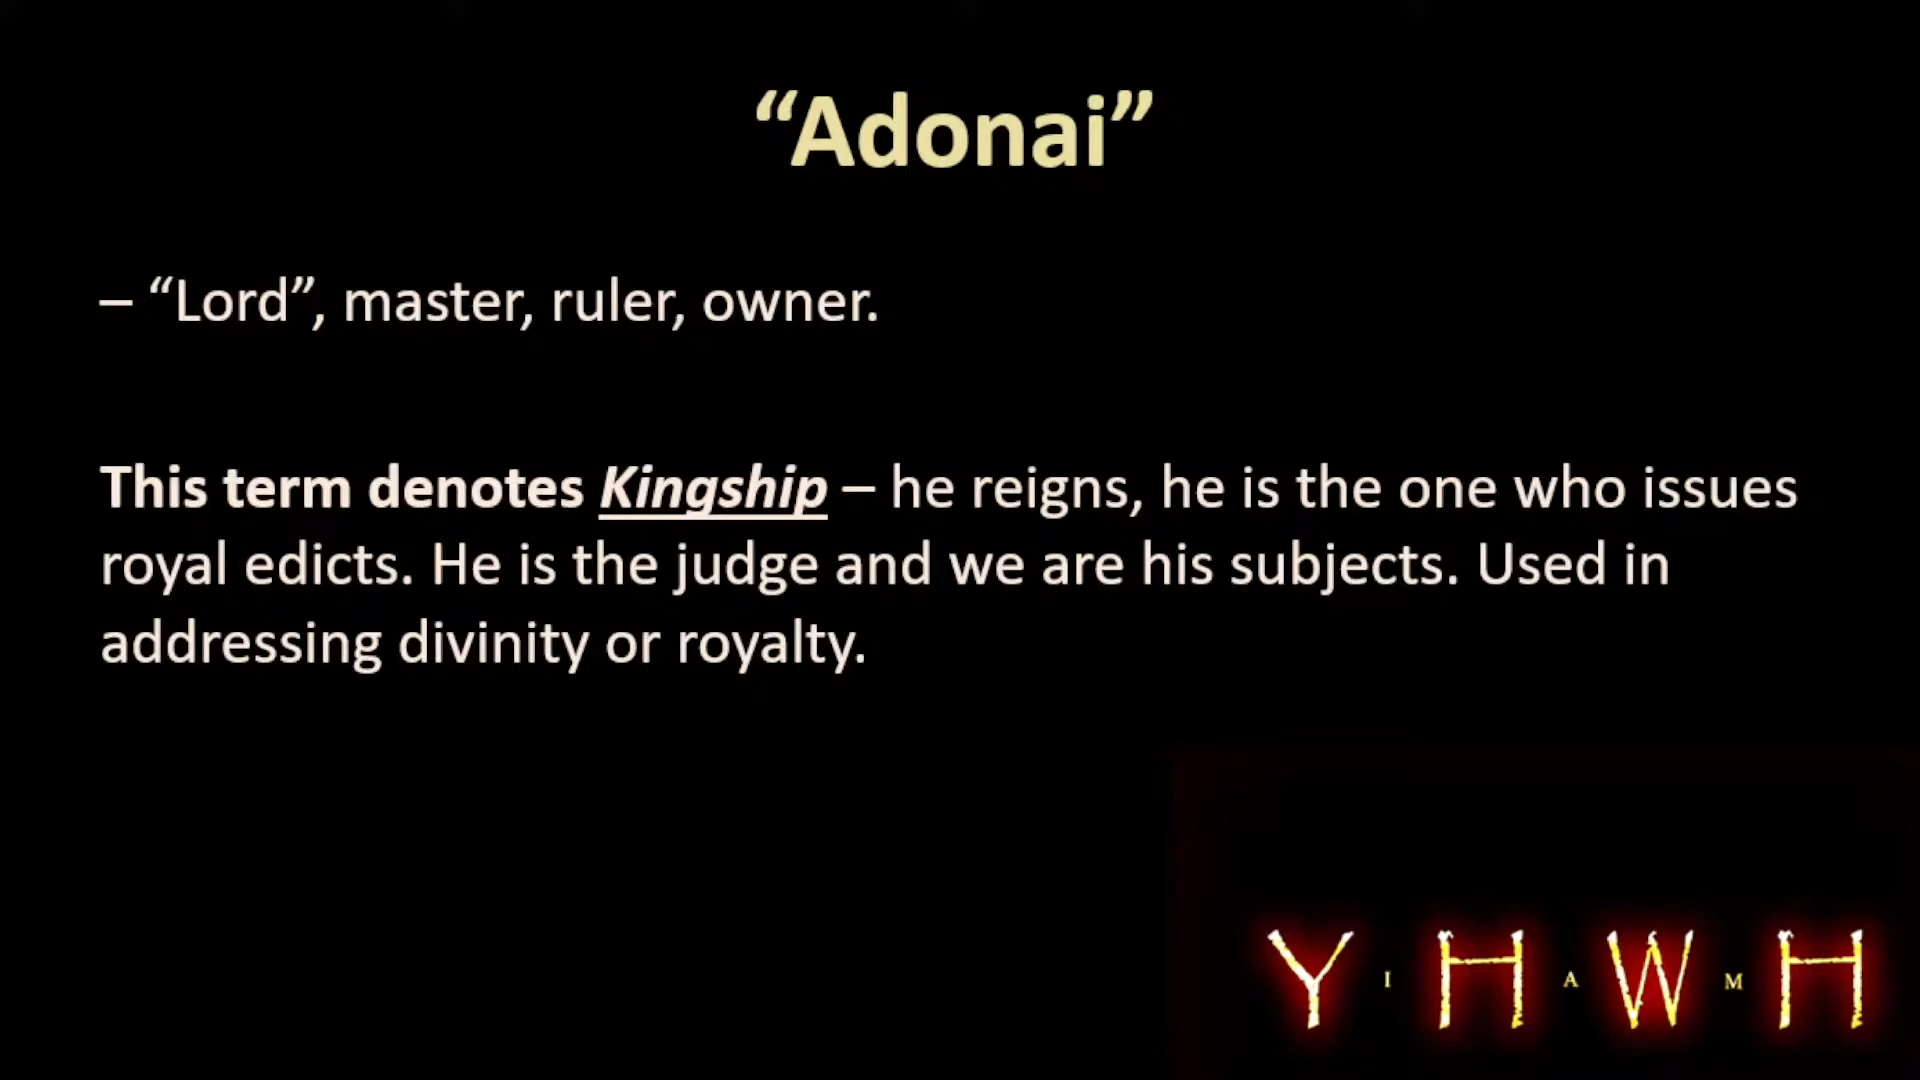 “Adonai”
– “Lord”, master, ruler, owner.
This term denotes Kingship – he reigns, he is the one who issues
royal edicts. He is the judge and we are his subjects. Used in
addressing divinity or royalty.
Y I H A W M H